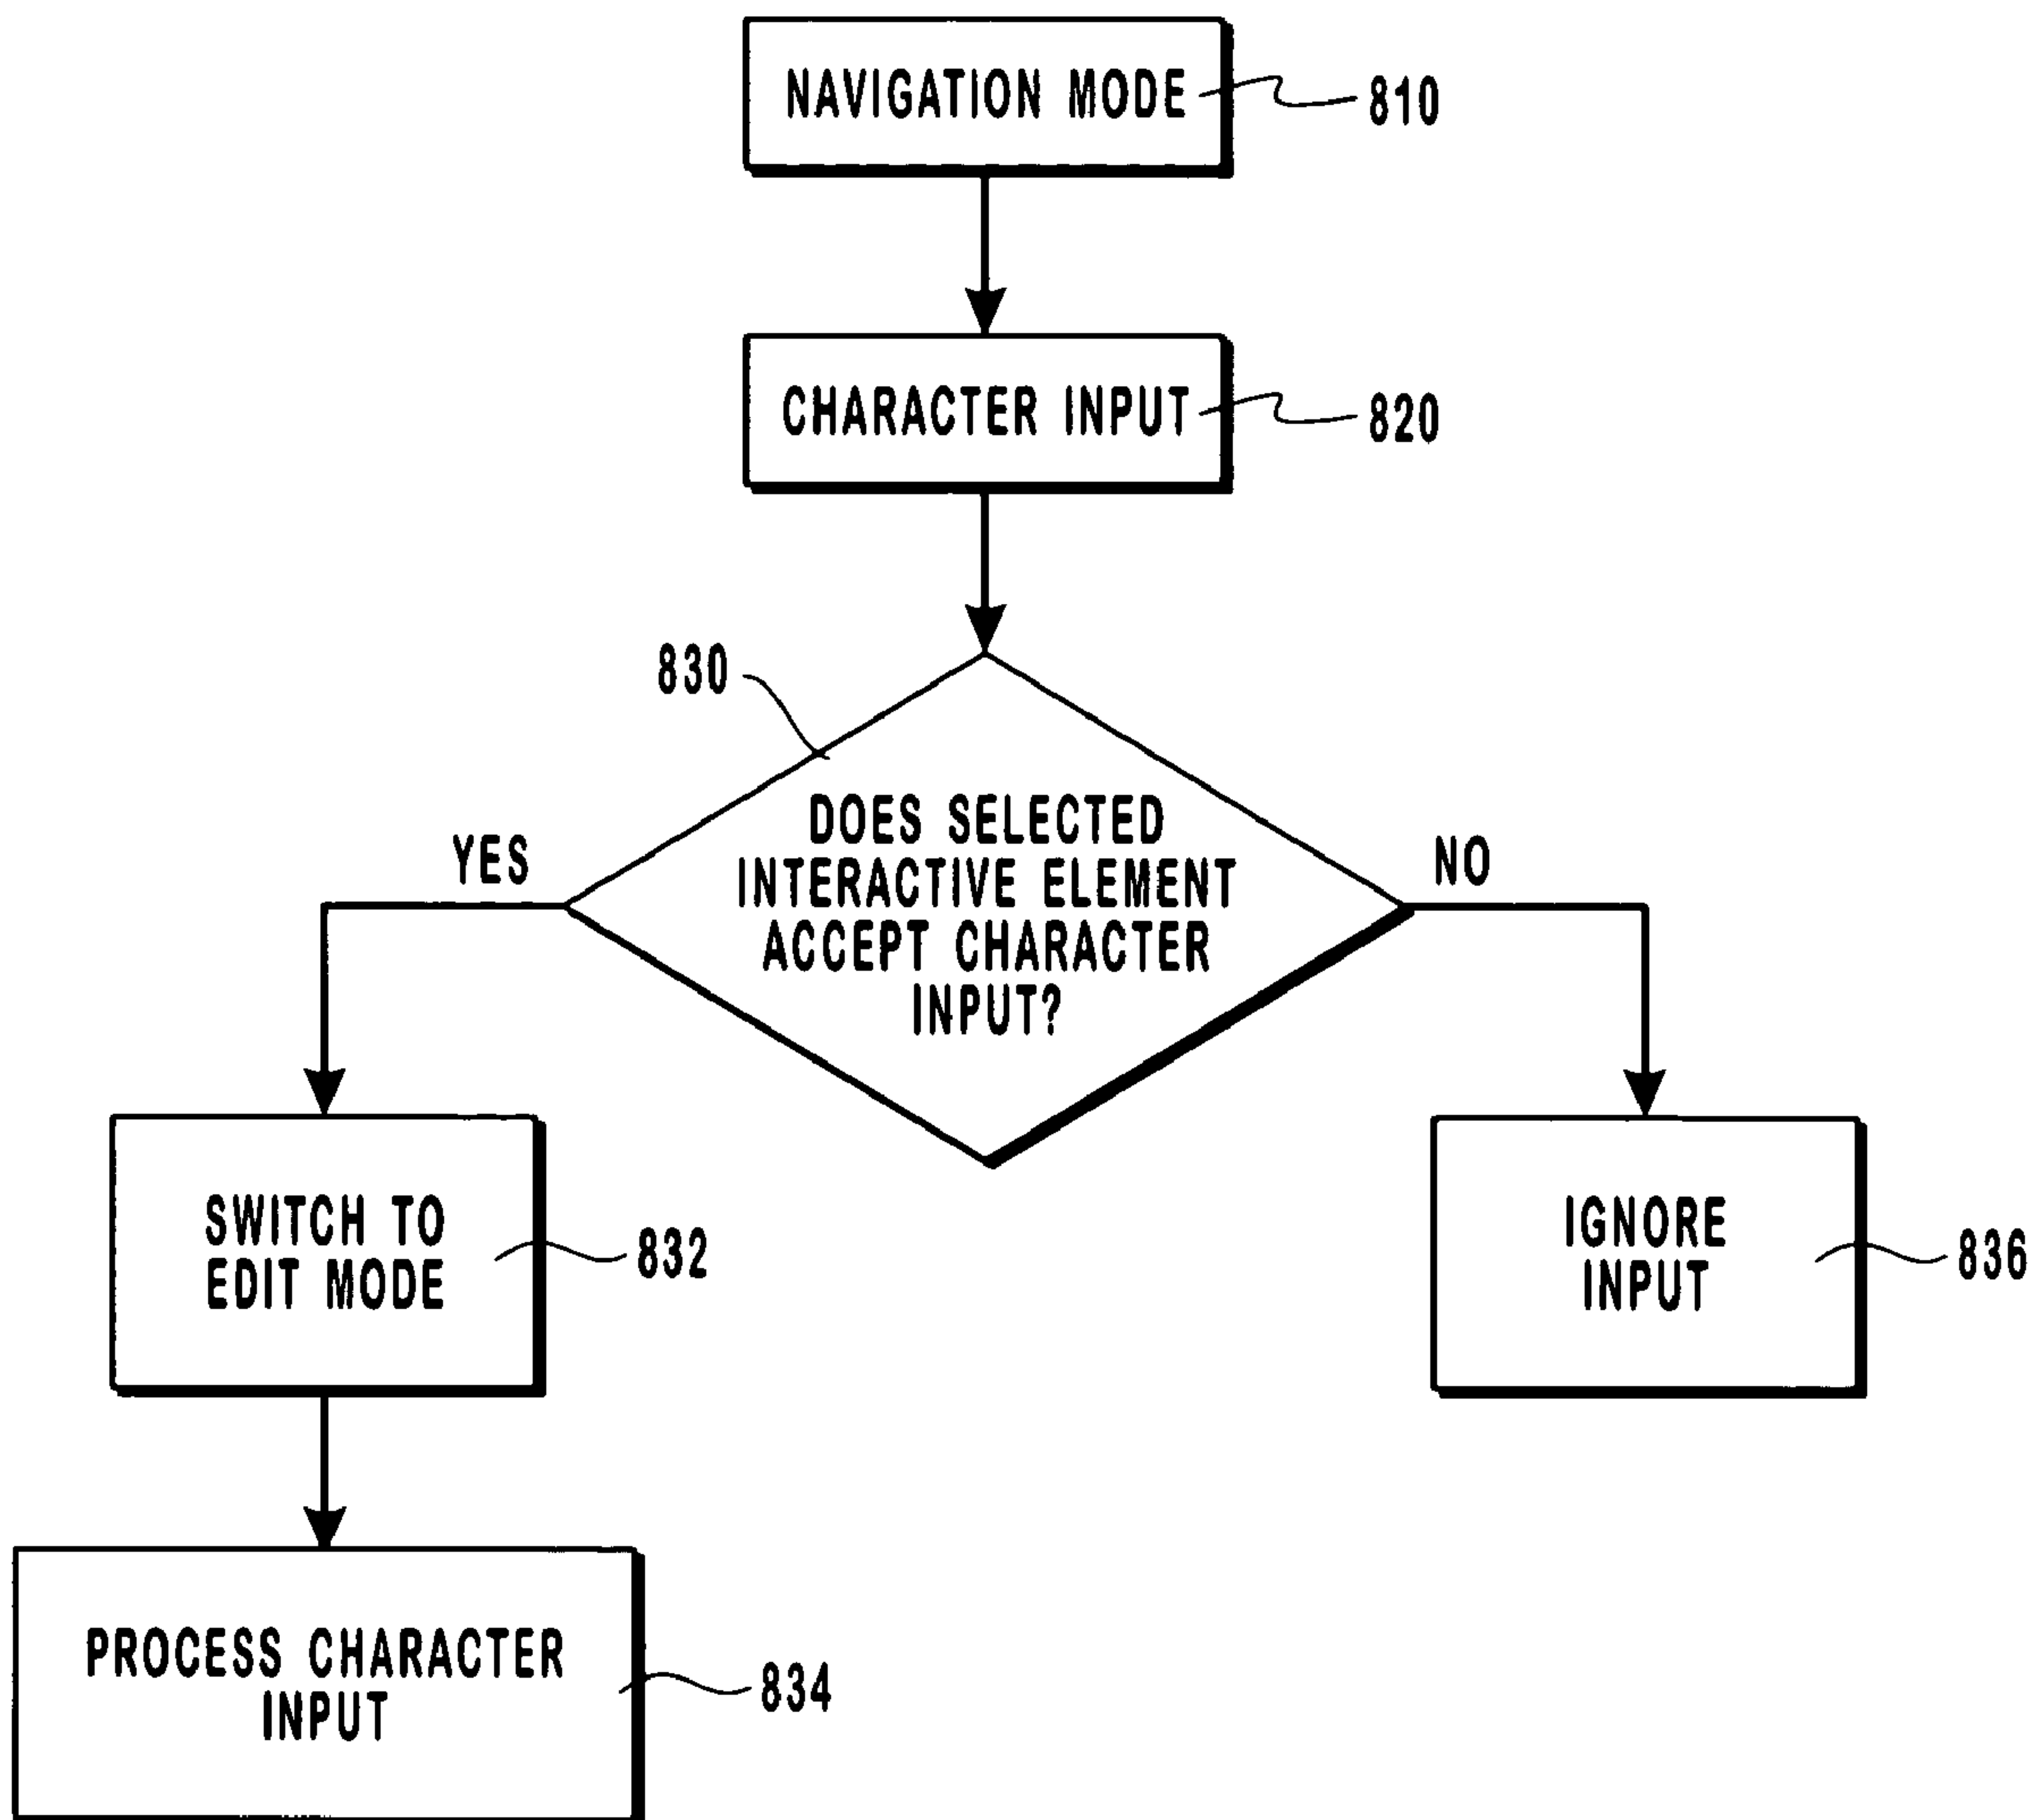 NAVIGATION MODE
810
CHARACTER INPUT
820
830
DOES SELECTED
INTERACTIVE ELEMENT
ACCEPT CHARACTER
INPUT?
YES
NO
SWITCH TO
EDIT MODE
832
IGNORE
INPUT
836
PROCESS CHARACTER
INPUT
834